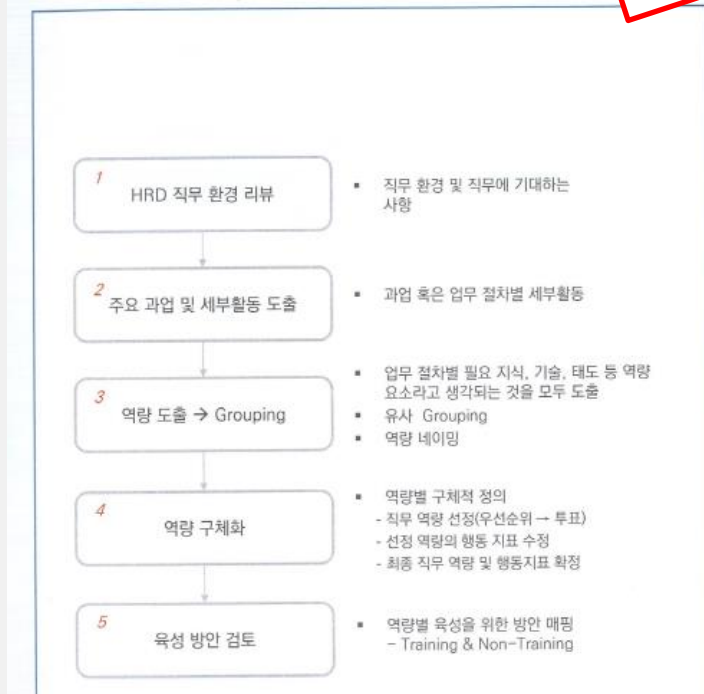 1
HRD 직무 환경 리뷰
▪ 직무 환경 및 직무에 기대하는
사항
2
주요 과업 및 세부활동 도출
▪ 과업 혹은 업무 절차별 세부활동
3
역량 도출 → Grouping
▪ 업무 절차별 필요 지식, 기술, 태도 등 역량
요소라고 생각되는 것을 모두 도출
▪ 유사 Grouping
▪ 역량 네이밍
4
역량 구체화
▪ 역량별 구체적 정의
- 직무 역량 선정(우선순위 → 투표)
- 선정 역량의 행동 지표 수정
- 최종 직무 역량 및 행동지표 확정
5
육성 방안 검토
▪ 역량별 육성을 위한 방안 매핑
- Training & Non-Training